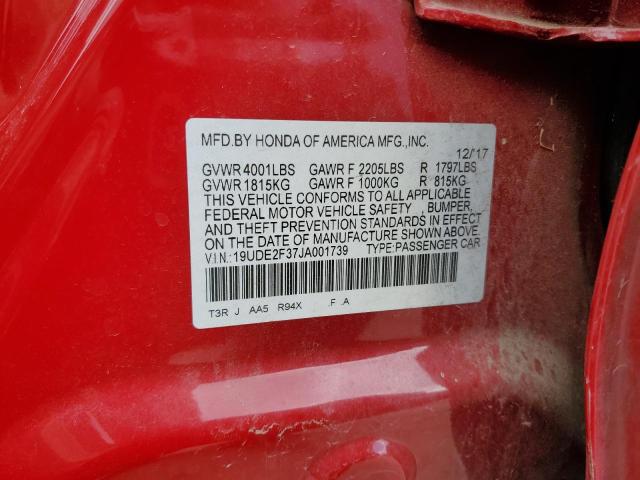 MFD.BY HONDA OF AMERICA MFG.,INC.
12/'17
GVWR 4001LBS GAWR F 2205LBS R 1797LBS
GVWR 1815KG GAWR F 1000KG R 815KG
THIS VEHICLE CONFORMS TO ALL APPLICABLE
FEDERAL MOTOR VEHICLE SAFETY , BUMPER,
AND THEFT PREVENTION STANDARDS IN EFFECT
ON THE DATE OF MANUFACTURE SHOWN ABOVE.
V.I.N.:19UDE2F37JA001739 TYPE:PASSENGER CAR
T3R J AA5 R94X .F .A